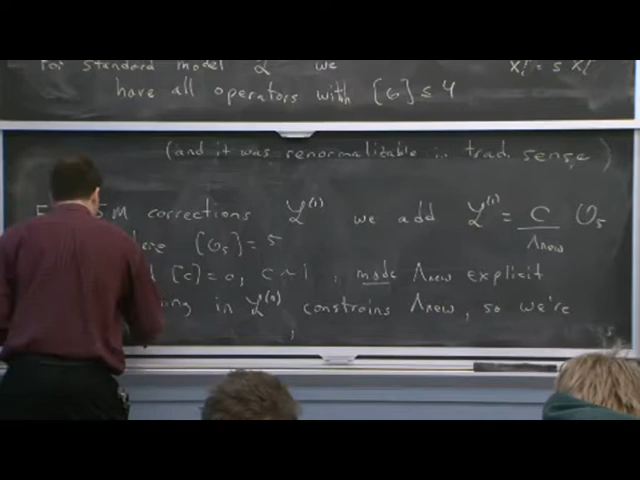 For standard model ℒ we
xᵢ' = s xᵢ
have all operators with [O] ≤ 4
(and it was renormalizable in trad. sense)
SM corrections ℒ⁽¹⁾ we add ℒ⁽¹⁾ = C/Λnew O₅
[O₅] = 5
[C] = 0, C ~ 1, made Λnew explicit
in ℒ⁽⁰⁾ constrains Λnew, so we're